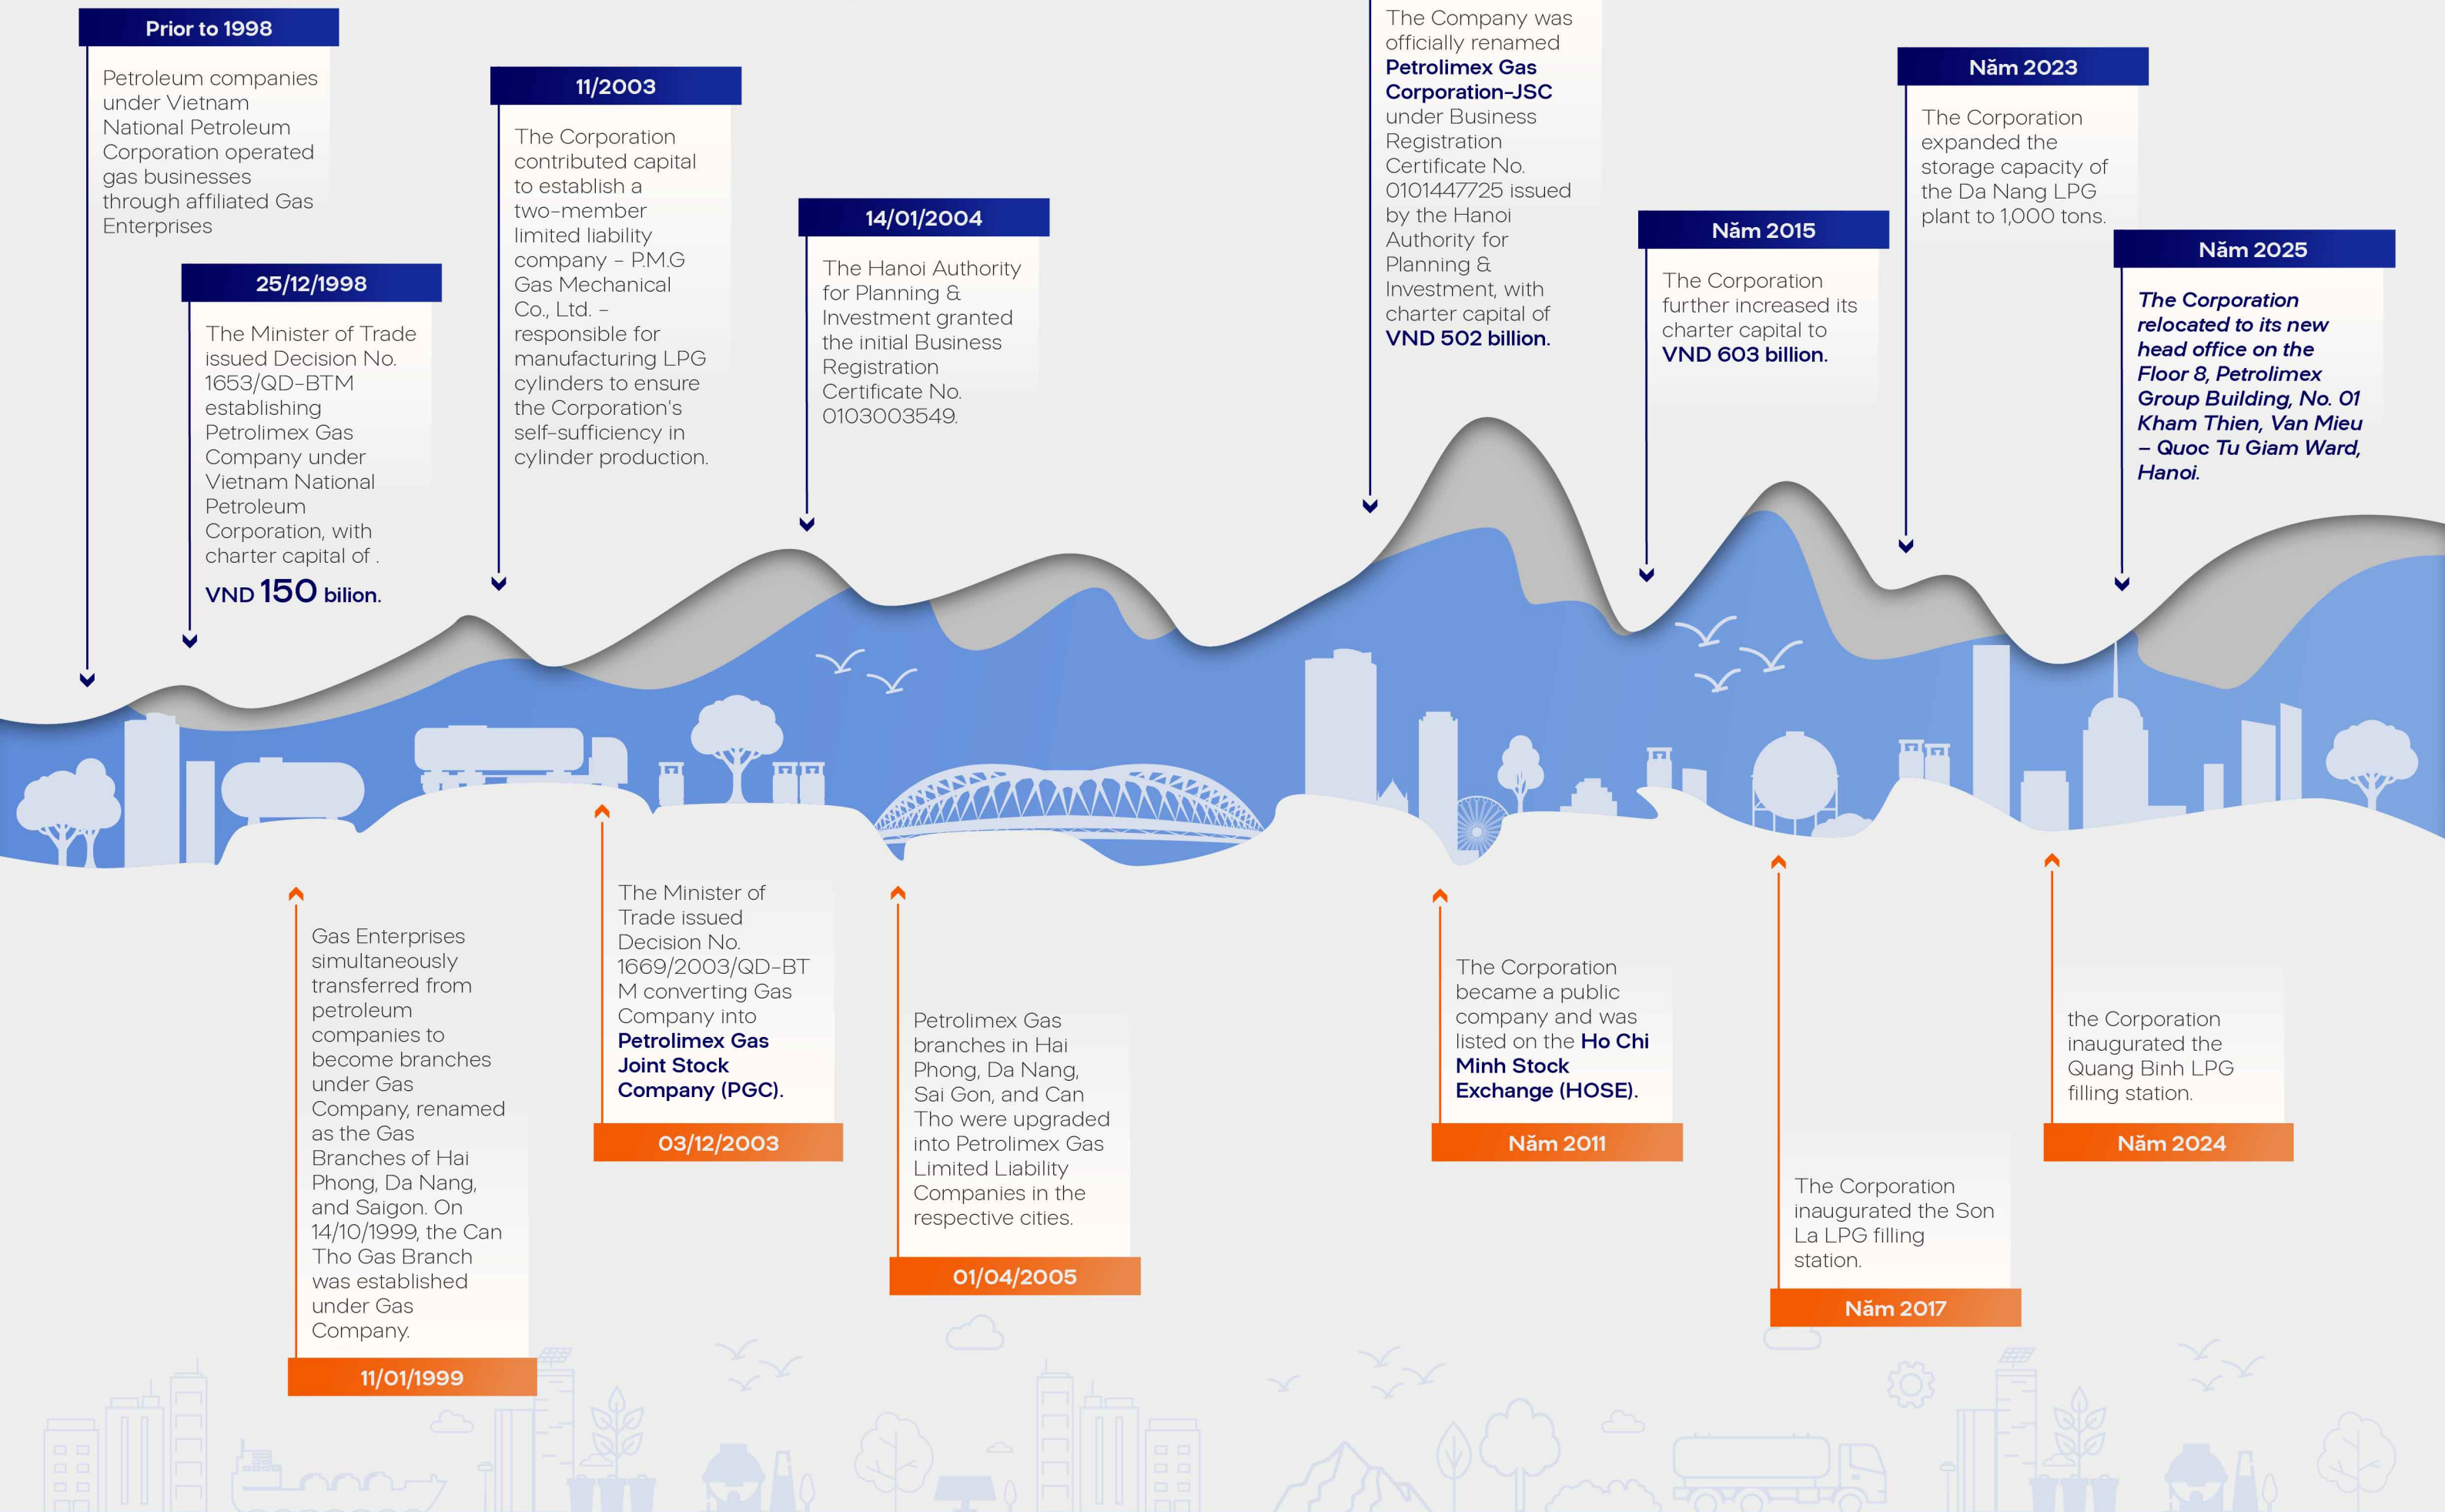 Prior to 1998
Petroleum companies
under Vietnam
National Petroleum
Corporation operated
gas businesses
through affiliated Gas
Enterprises
25/12/1998
The Minister of Trade
issued Decision No.
1653/QD-BTM
establishing
Petrolimex Gas
Company under
Vietnam National
Petroleum
Corporation, with
charter capital of .
VND 150 bilion.
11/2003
The Corporation
contributed capital
to establish a
two-member
limited liability
company - P.M.G
Gas Mechanical
Co., Ltd. -
responsible for
manufacturing LPG
cylinders to ensure
the Corporation's
self-sufficiency in
cylinder production.
14/01/2004
The Hanoi Authority
for Planning &
Investment granted
the initial Business
Registration
Certificate No.
0103003549.
The Company was
officially renamed
Petrolimex Gas
Corporation-JSC
under Business
Registration
Certificate No.
0101447725 issued
by the Hanoi
Authority for
Planning &
Investment, with
charter capital of
VND 502 billion.
Năm 2015
The Corporation
further increased its
charter capital to
VND 603 billion.
Năm 2023
The Corporation
expanded the
storage capacity of
the Da Nang LPG
plant to 1,000 tons.
Năm 2025
The Corporation
relocated to its new
head office on the
Floor 8, Petrolimex
Group Building, No. 01
Kham Thien, Van Mieu
– Quoc Tu Giam Ward,
Hanoi.
Gas Enterprises
simultaneously
transferred from
petroleum
companies to
become branches
under Gas
Company, renamed
as the Gas
Branches of Hai
Phong, Da Nang,
and Saigon. On
14/10/1999, the Can
Tho Gas Branch
was established
under Gas
Company.
11/01/1999
The Minister of
Trade issued
Decision No.
1669/2003/QD-BT
M converting Gas
Company into
Petrolimex Gas
Joint Stock
Company (PGC).
03/12/2003
Petrolimex Gas
branches in Hai
Phong, Da Nang,
Sai Gon, and Can
Tho were upgraded
into Petrolimex Gas
Limited Liability
Companies in the
respective cities.
01/04/2005
The Corporation
became a public
company and was
listed on the Ho Chi
Minh Stock
Exchange (HOSE).
Năm 2011
The Corporation
inaugurated the Son
La LPG filling
station.
Năm 2017
the Corporation
inaugurated the
Quang Binh LPG
filling station.
Năm 2024